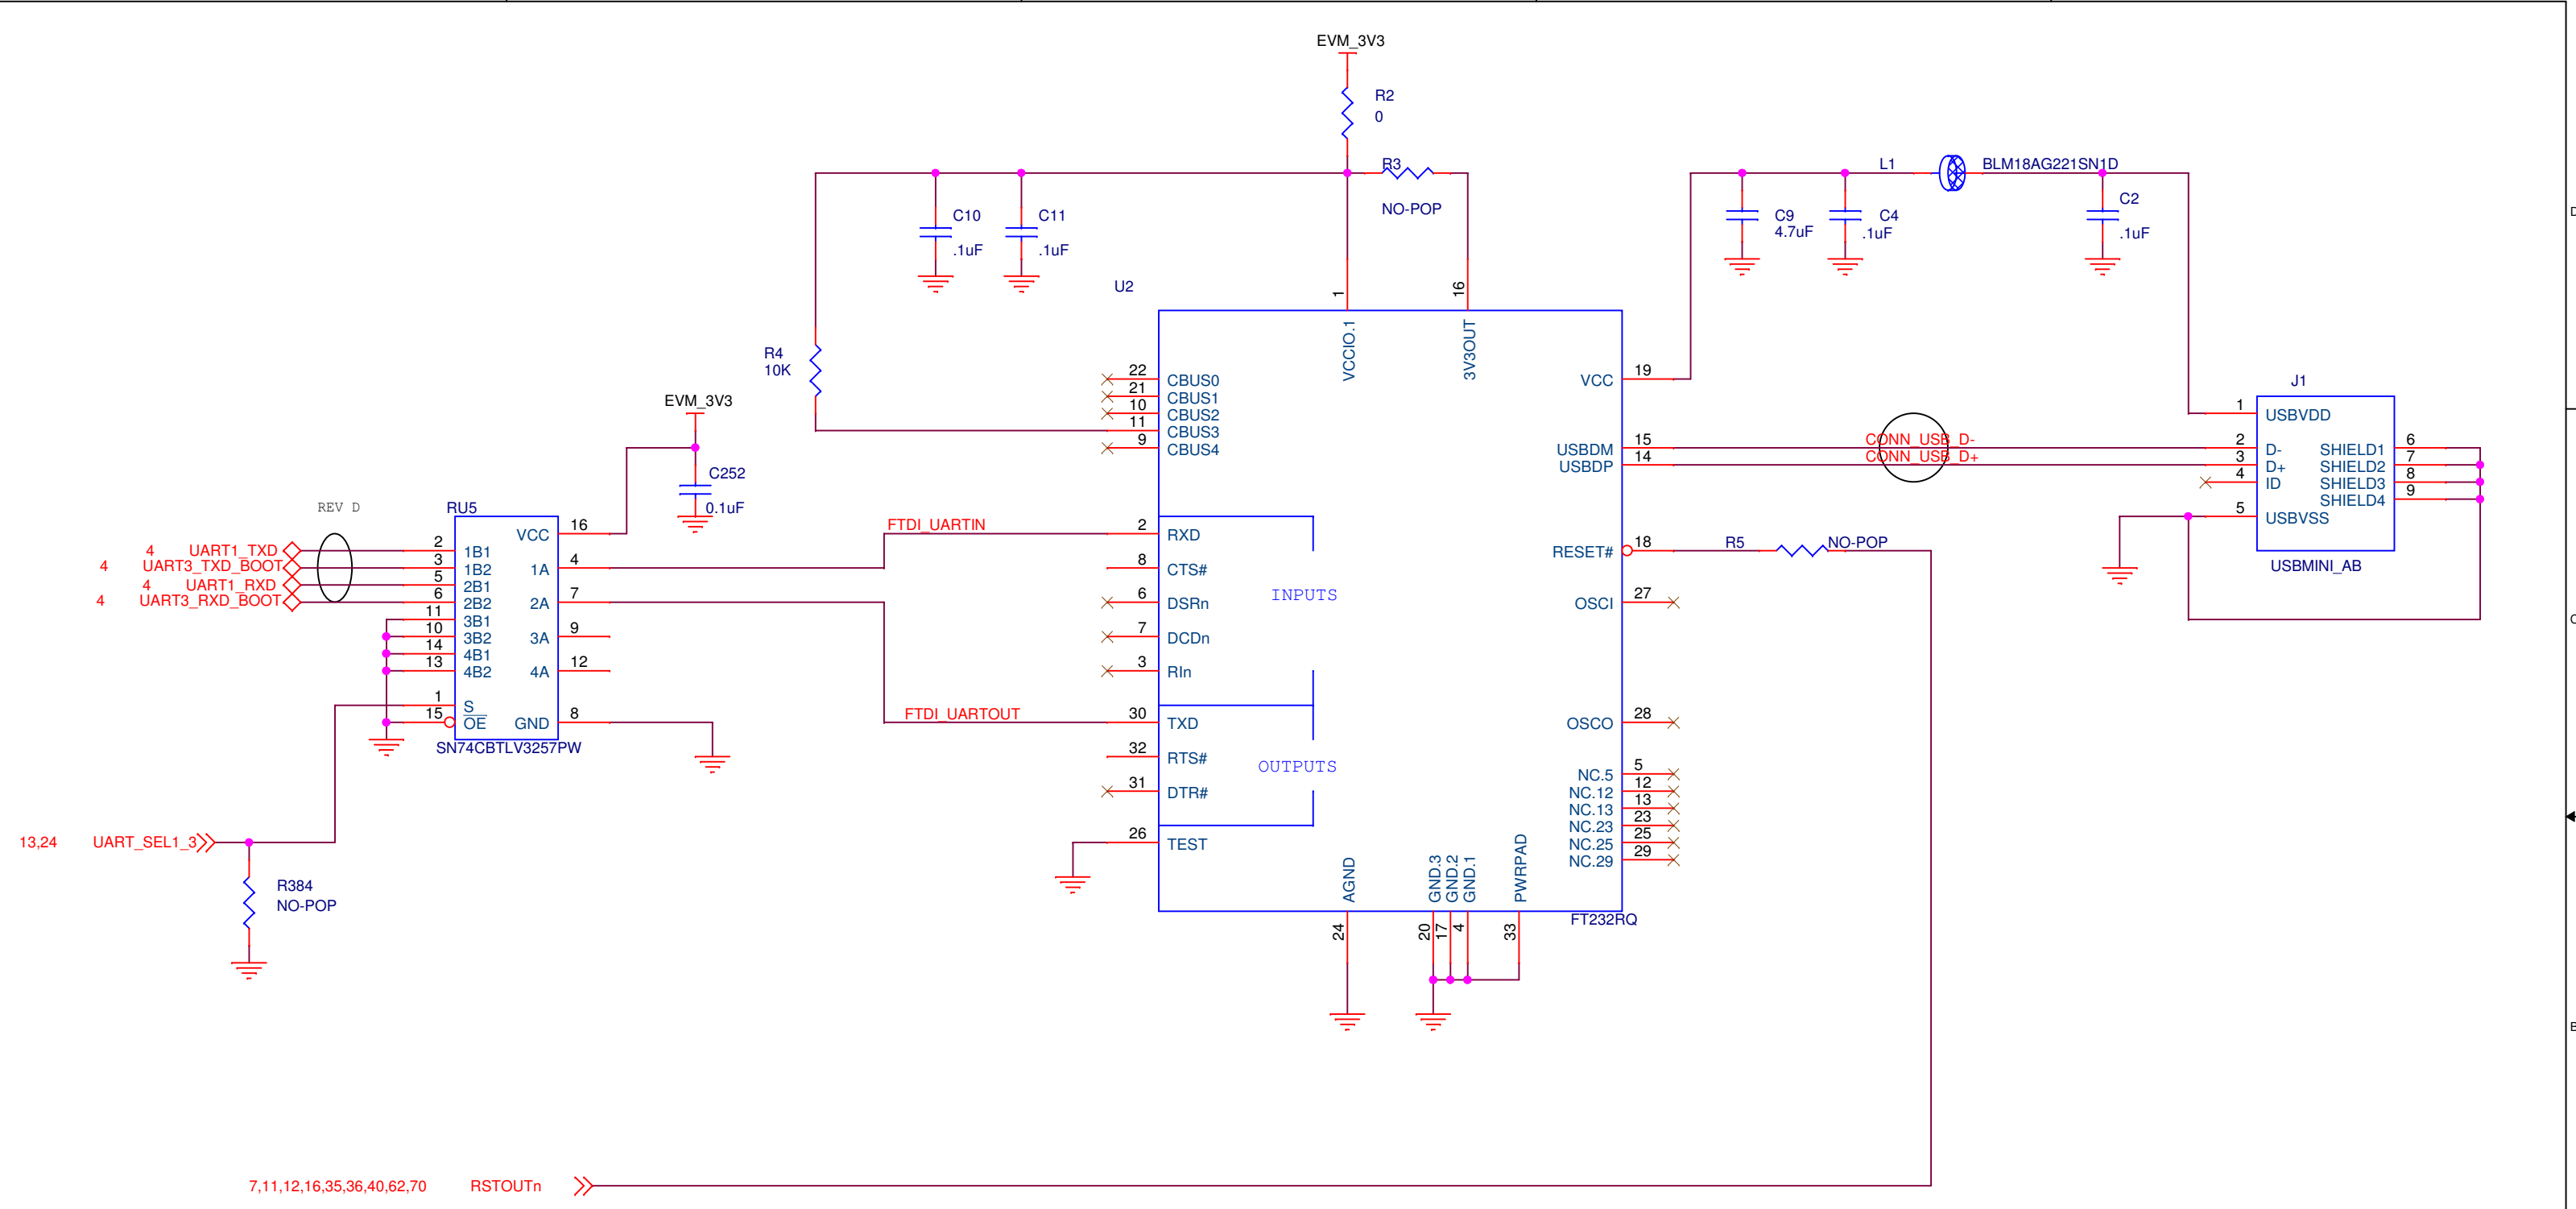 EVM_3V3
R2
0
R3
NO-POP
C10
.1uF
C11
.1uF
L1
BLM18AG221SN1D
C9
4.7uF
C4
.1uF
C2
.1uF
U2
1
16
VCCIO.1
3V3OUT
R4
10K
22 CBUS0
21 CBUS1
10 CBUS2
11 CBUS3
9 CBUS4
VCC 19
USBDM 15
USBDP 14
CONN_USB_D-
CONN_USB_D+
J1
1 USBVDD
2 D-
3 D+
4 ID
5 USBVSS
SHIELD1 6
SHIELD2 7
SHIELD3 8
SHIELD4 9
USBMINI_AB
EVM_3V3
C252
0.1uF
REV D
RU5
4 UART1_TXD
4 UART3_TXD_BOOT
4 UART1_RXD
4 UART3_RXD_BOOT
2 1B1
3 1B2
5 2B1
6 2B2
11 3B1
10 3B2
14 4B1
13 4B2
1 S
15 OE
VCC 16
1A 4
2A 7
3A 9
4A 12
GND 8
SN74CBTLV3257PW
FTDI_UARTIN
FTDI_UARTOUT
2 RXD
8 CTS#
6 DSRn
7 DCDn
3 RIn
INPUTS
30 TXD
32 RTS#
31 DTR#
OUTPUTS
26 TEST
RESET# 18
R5
NO-POP
OSCI 27
OSCO 28
NC.5 5
NC.12 12
NC.13 13
NC.23 23
NC.25 25
NC.29 29
AGND
GND.3
GND.2
GND.1
PWRPAD
24
20
17
4
33
FT232RQ
13,24 UART_SEL1_3
R384
NO-POP
7,11,12,16,35,36,40,62,70 RSTOUTn